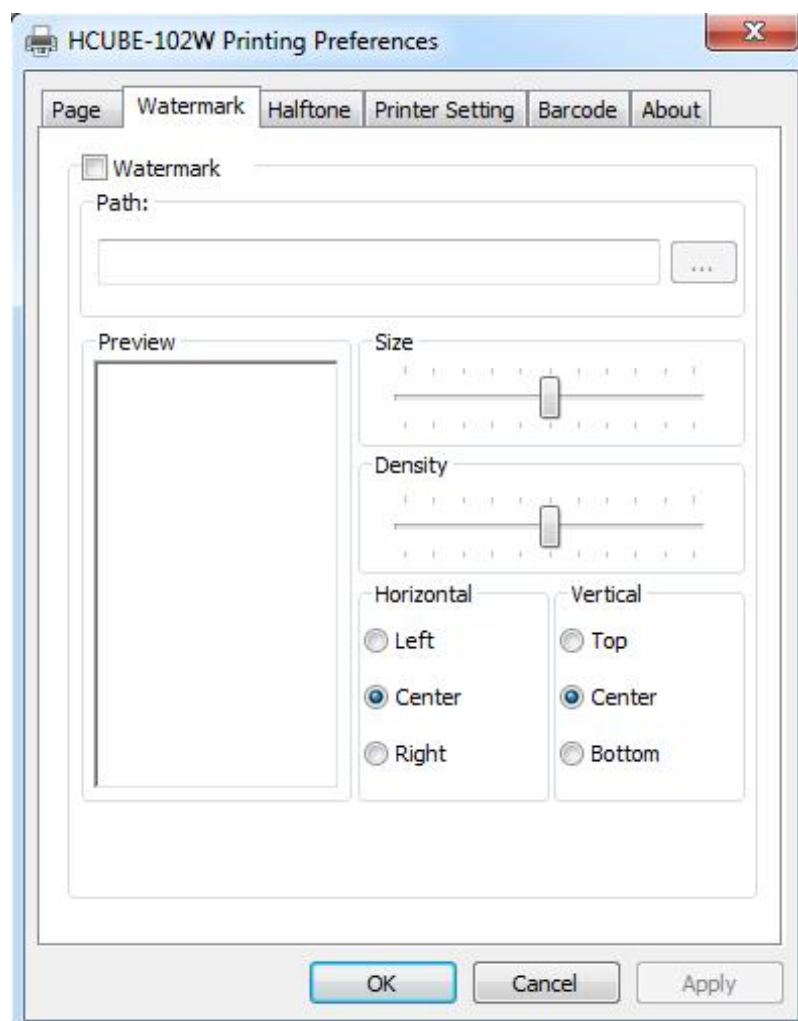 HCUBE-102W Printing Preferences
X
Page Watermark Halftone Printer Setting Barcode About
Watermark
Path:
...
Preview
Size
Density
Horizontal Vertical
Left Top
Center Center
Right Bottom
OK Cancel Apply